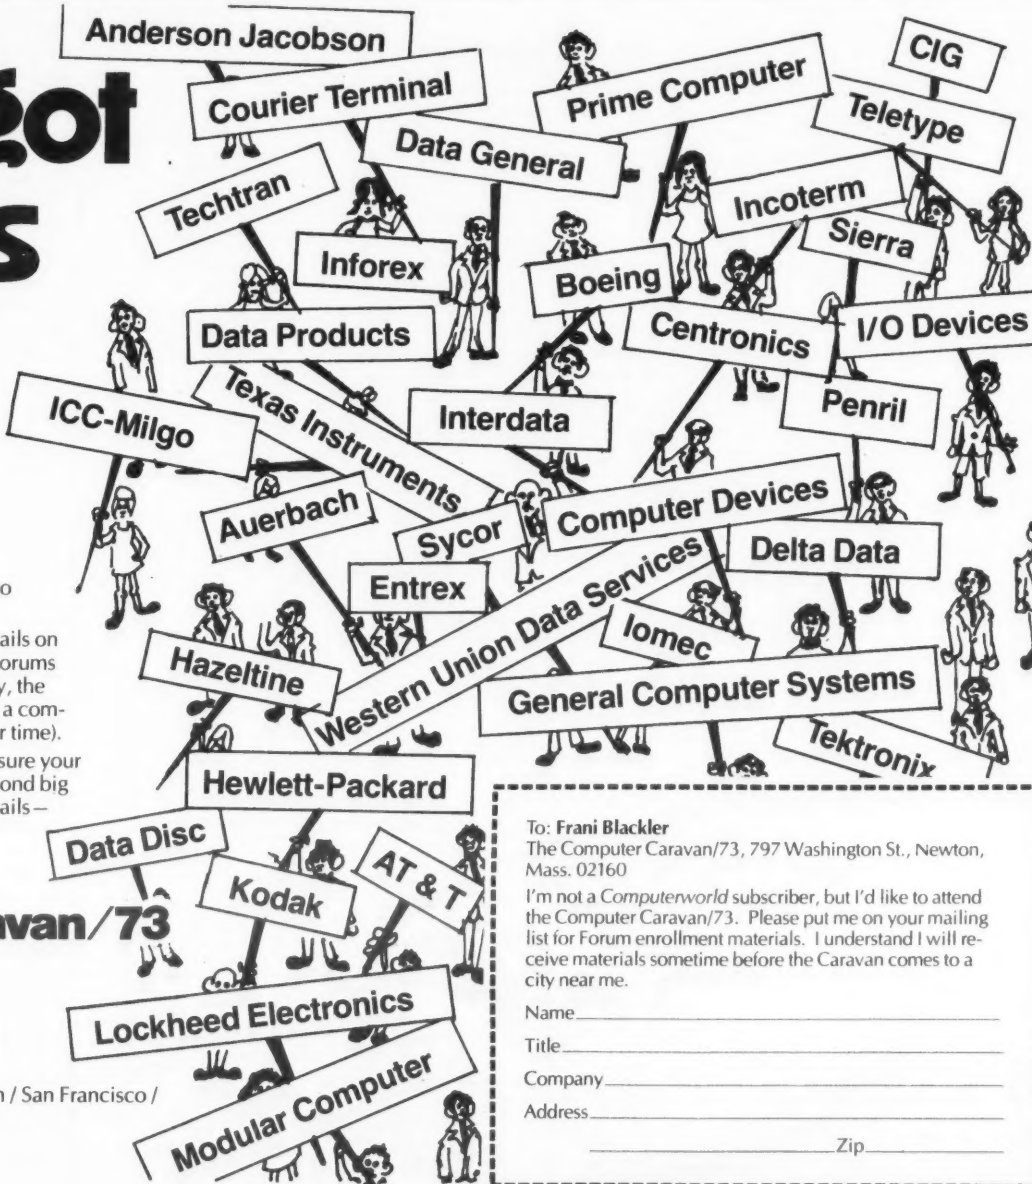 got
s
Anderson Jacobson
Courier Terminal
Prime Computer
CIG
Teletype
Data General
Techtran
Incoterm
Sierra
Inforex
Boeing
I/O Devices
Data Products
Centronics
Texas Instruments
Interdata
Penril
ICC-Milgo
Auerbach
Sycor
Computer Devices
Delta Data
Entrex
Western Union Data Services
Iomec
Hazeltine
General Computer Systems
Tektronix
Hewlett-Packard
Data Disc
Kodak
AT & T
Lockheed Electronics
Modular Computer
o
ails on
orums
y, the
a com-
r time).
sure your
ond big
ails—
avan/73
n / San Francisco /
To: Frani Blackler
The Computer Caravan/73, 797 Washington St., Newton,
Mass. 02160
I'm not a Computerworld subscriber, but I'd like to attend
the Computer Caravan/73. Please put me on your mailing
list for Forum enrollment materials. I understand I will re-
ceive materials sometime before the Caravan comes to a
city near me.
Name
Title
Company
Address
Zip